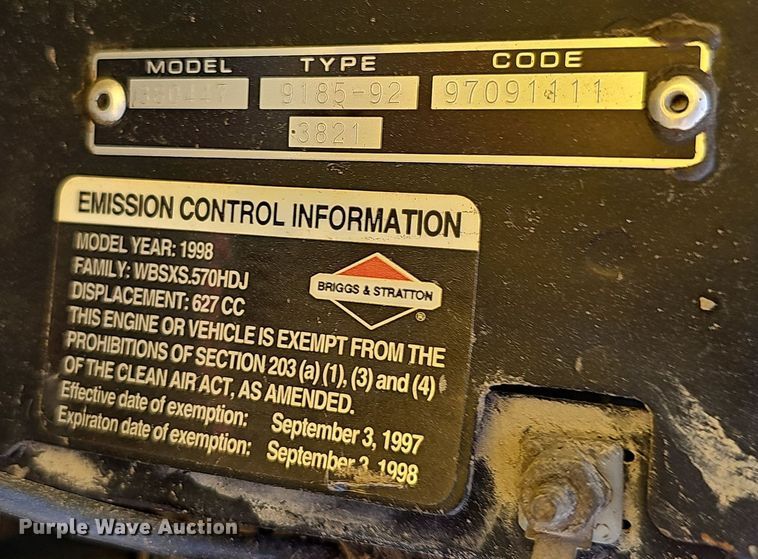 MODEL TYPE CODE
9185-92 97091111
3821
EMISSION CONTROL INFORMATION
MODEL YEAR: 1998
FAMILY: WBSXS.570HDJ
DISPLACEMENT: 627 CC
BRIGGS & STRATTON
®
THIS ENGINE OR VEHICLE IS EXEMPT FROM THE
PROHIBITIONS OF SECTION 203 (a) (1), (3) and (4)
OF THE CLEAN AIR ACT, AS AMENDED.
Effective date of exemption: September 3, 1997
Expiraton date of exemption: September 3, 1998
Purple Wave Auction